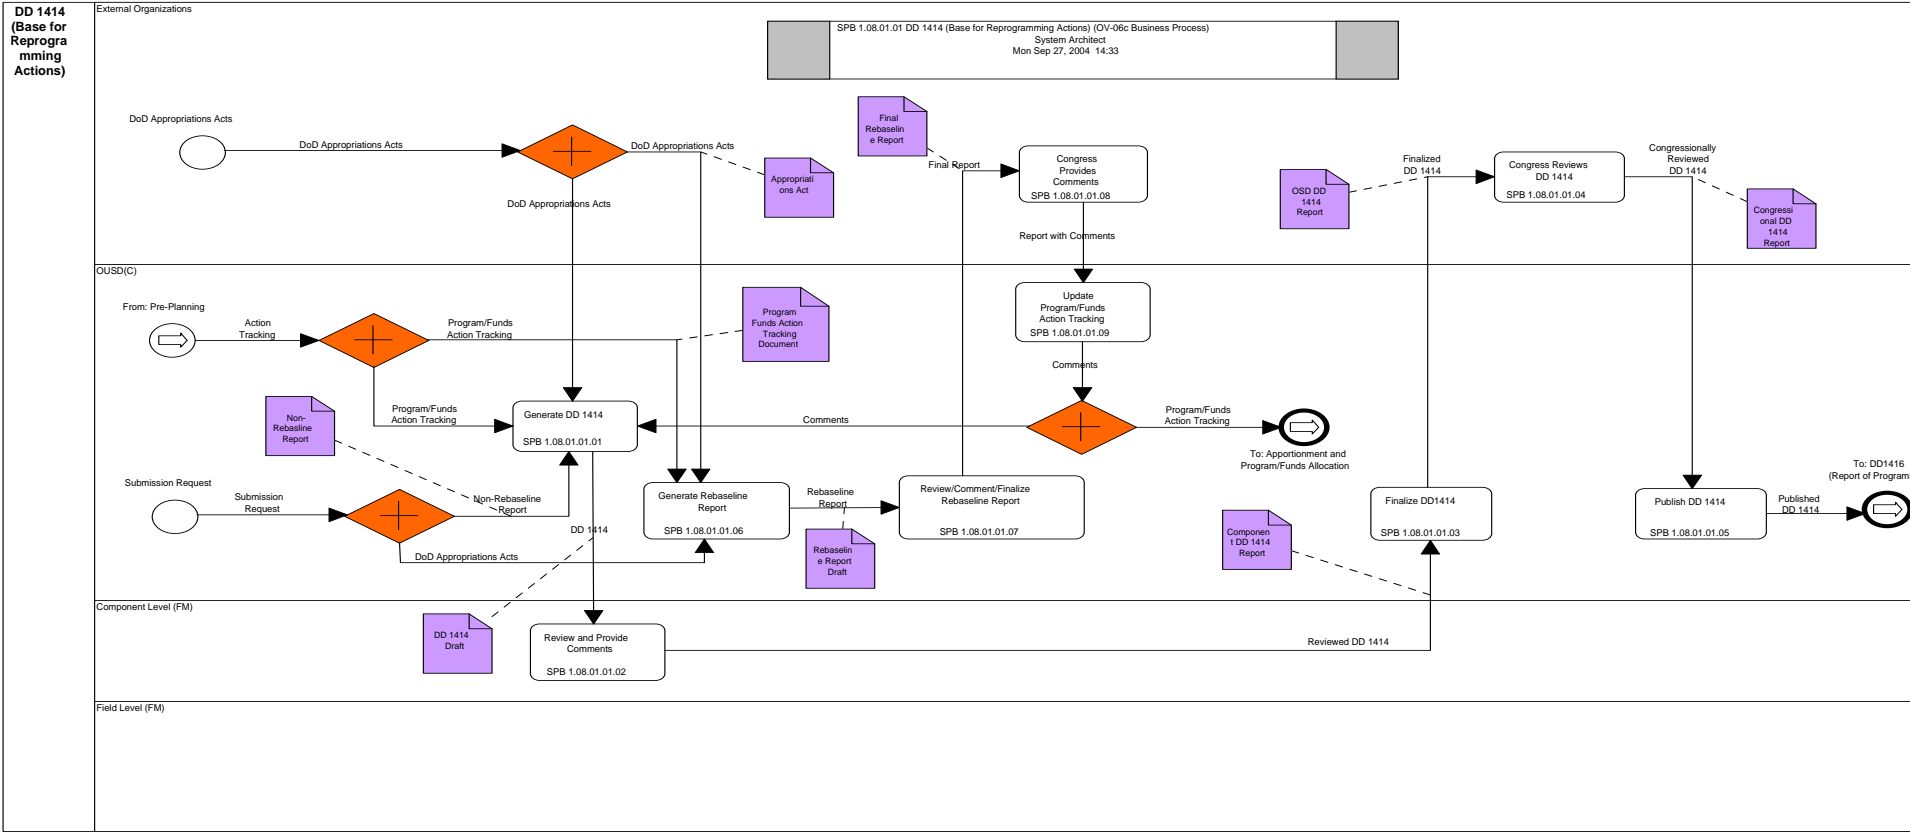 DD 1414
(Base for
Reprogra
mming
Actions)
External Organizations
SPB 1.08.01.01 DD 1414 (Base for Reprogramming Actions) (OV-06c Business Process)
System Architect
Mon Sep 27, 2004 14:33
DoD Appropriations Acts
DoD Appropriations Acts
DoD Appropriations Acts
DoD Appropriations Acts
Appropriati
ons Act
Final
Rebaselin
e Report
Final Report
Congress
Provides
Comments
SPB 1.08.01.01.08
Report with Comments
OSD DD
1414
Report
Finalized
DD 1414
Congress Reviews
DD 1414
SPB 1.08.01.01.04
Congressionally
Reviewed
DD 1414
Congressi
onal DD
1414
Report
OUSD(C)
From: Pre-Planning
Action
Tracking
Program/Funds
Action Tracking
Program
Funds Action
Tracking
Document
Update
Program/Funds
Action Tracking
SPB 1.08.01.01.09
Comments
Non-
Rebasline
Report
Program/Funds
Action Tracking
Generate DD 1414
SPB 1.08.01.01.01
Comments
Program/Funds
Action Tracking
To: Apportionment and
Program/Funds Allocation
Submission Request
Submission
Request
Non-Rebaseline
Report
DD 1414
DoD Appropriations Acts
Generate Rebaseline
Report
SPB 1.08.01.01.06
Rebaseline
Report
Rebaselin
e Report
Draft
Review/Comment/Finalize
Rebaseline Report
SPB 1.08.01.01.07
Componen
t DD 1414
Report
Finalize DD1414
SPB 1.08.01.01.03
Publish DD 1414
SPB 1.08.01.01.05
Published
DD 1414
To: DD1416
(Report of Programs
Component Level (FM)
DD 1414
Draft
Review and Provide
Comments
SPB 1.08.01.01.02
Reviewed DD 1414
Field Level (FM)